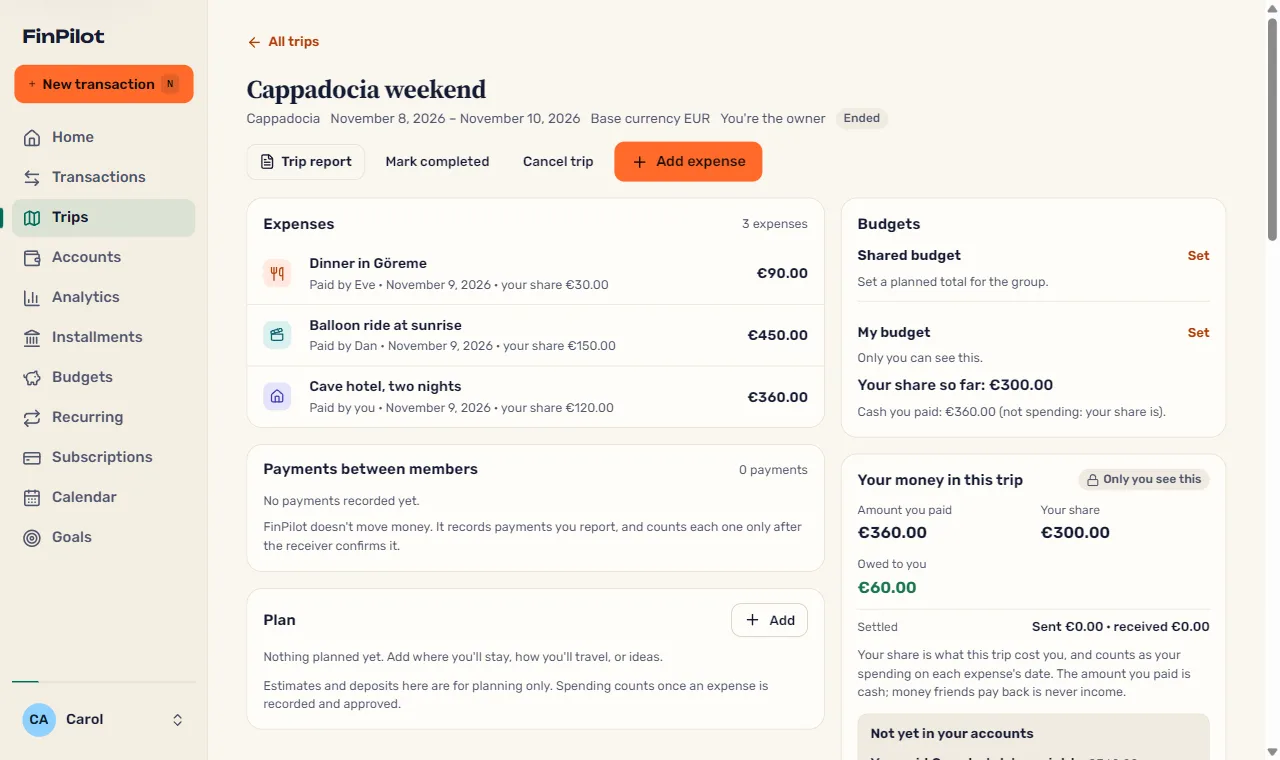 FinPilot
+ New transaction N
Home
Transactions
Trips
Accounts
Analytics
Installments
Budgets
Recurring
Subscriptions
Calendar
Goals
CA Carol
← All trips
Cappadocia weekend
Cappadocia November 8, 2026 – November 10, 2026 Base currency EUR You're the owner Ended
Trip report Mark completed Cancel trip + Add expense
Expenses 3 expenses
Dinner in Göreme
Paid by Eve • November 9, 2026 • your share €30.00
€90.00
Balloon ride at sunrise
Paid by Dan • November 9, 2026 • your share €150.00
€450.00
Cave hotel, two nights
Paid by you • November 9, 2026 • your share €120.00
€360.00
Payments between members 0 payments
No payments recorded yet.
FinPilot doesn't move money. It records payments you report, and counts each one only after
the receiver confirms it.
Plan + Add
Nothing planned yet. Add where you'll stay, how you'll travel, or ideas.
Estimates and deposits here are for planning only. Spending counts once an expense is
recorded and approved.
Budgets
Shared budget Set
Set a planned total for the group.
My budget Set
Only you can see this.
Your share so far: €300.00
Cash you paid: €360.00 (not spending: your share is).
Your money in this trip Only you see this
Amount you paid Your share
€360.00 €300.00
Owed to you
€60.00
Settled Sent €0.00 • received €0.00
Your share is what this trip cost you, and counts as your
spending on each expense's date. The amount you paid is
cash; money friends pay back is never income.
Not yet in your accounts